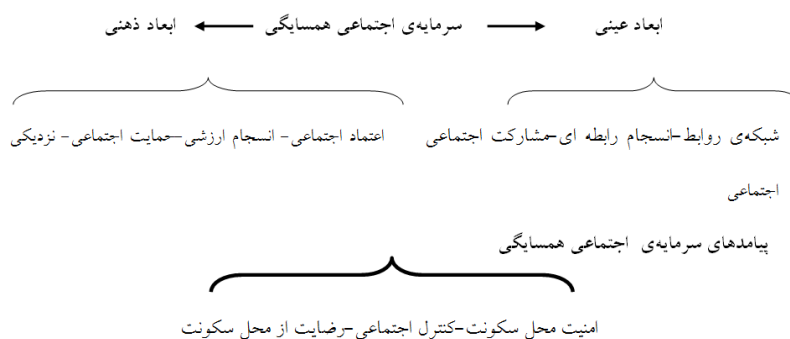 ابعاد عینی سرمایه‌ی اجتماعی همسایگی ابعاد ذهنی
شبکه‌ی روابط-انسجام رابطه ای-مشارکت اجتماعی اعتماد اجتماعی- انسجام ارزشی-حمایت اجتماعی- نزدیکی
اجتماعی
پیامدهای سرمایه‌ی اجتماعی همسایگی
امنیت محل سکونت-کنترل اجتماعی-رضایت از محل سکونت